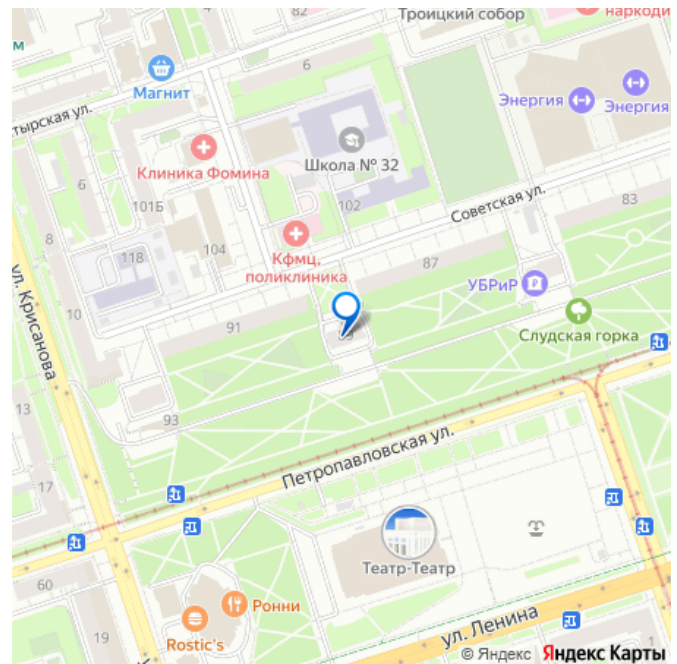 82
Троицкий собор
наркоди
м
6
Магнит
Энергия
Энергия
тырская ул.
Школа № 32
Клиника Фомина
6
101Б
102
Советская ул.
83
8
104
Кфмц,
поликлиника
118
87
УБРиР
ул. Крисанова
10
91
Слудская горка
13
93
Петропавловская ул.
17
Театр-Театр
60
Ронни
19
Rostic's
ул. Ленина
1
© Яндекс Яндекс Карты